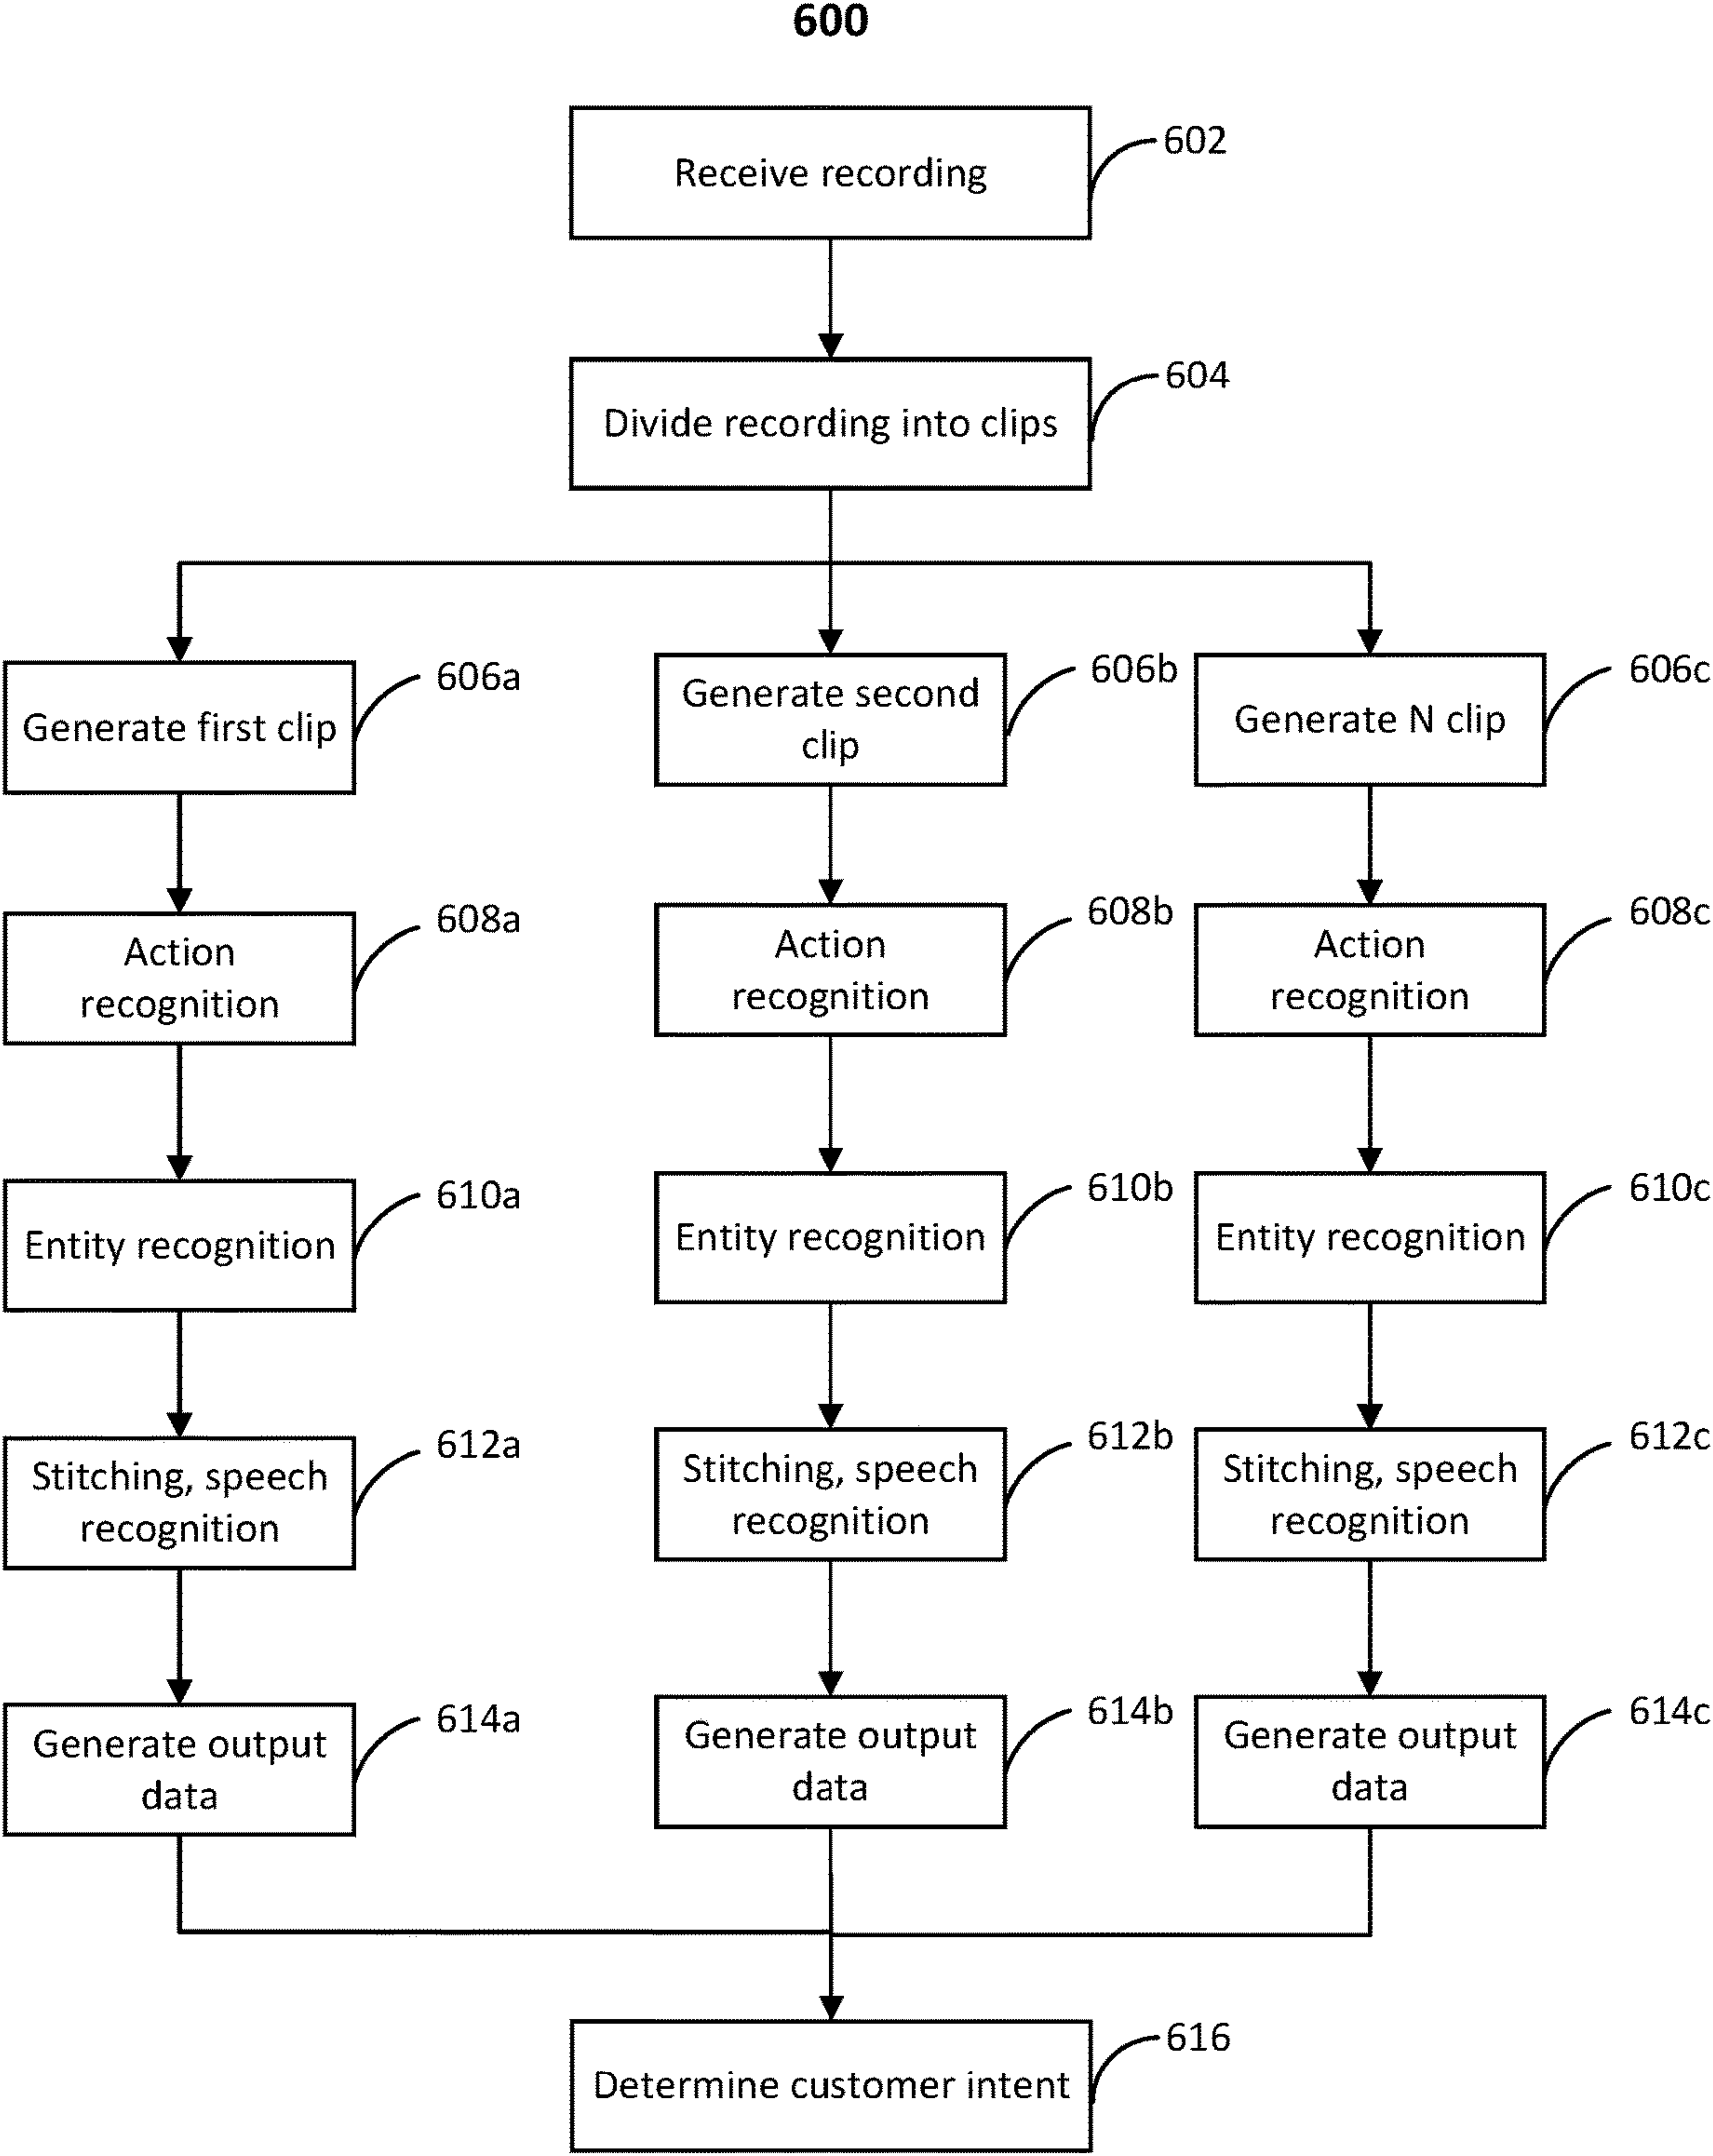 600
Receive recording
602
Divide recording into clips
604
Generate first clip
606a
Generate second
clip
606b
Generate N clip
606c
Action
recognition
608a
Action
recognition
608b
Action
recognition
608c
Entity recognition
610a
Entity recognition
610b
Entity recognition
610c
Stitching, speech
recognition
612a
Stitching, speech
recognition
612b
Stitching, speech
recognition
612c
Generate output
data
614a
Generate output
data
614b
Generate output
data
614c
Determine customer intent
616